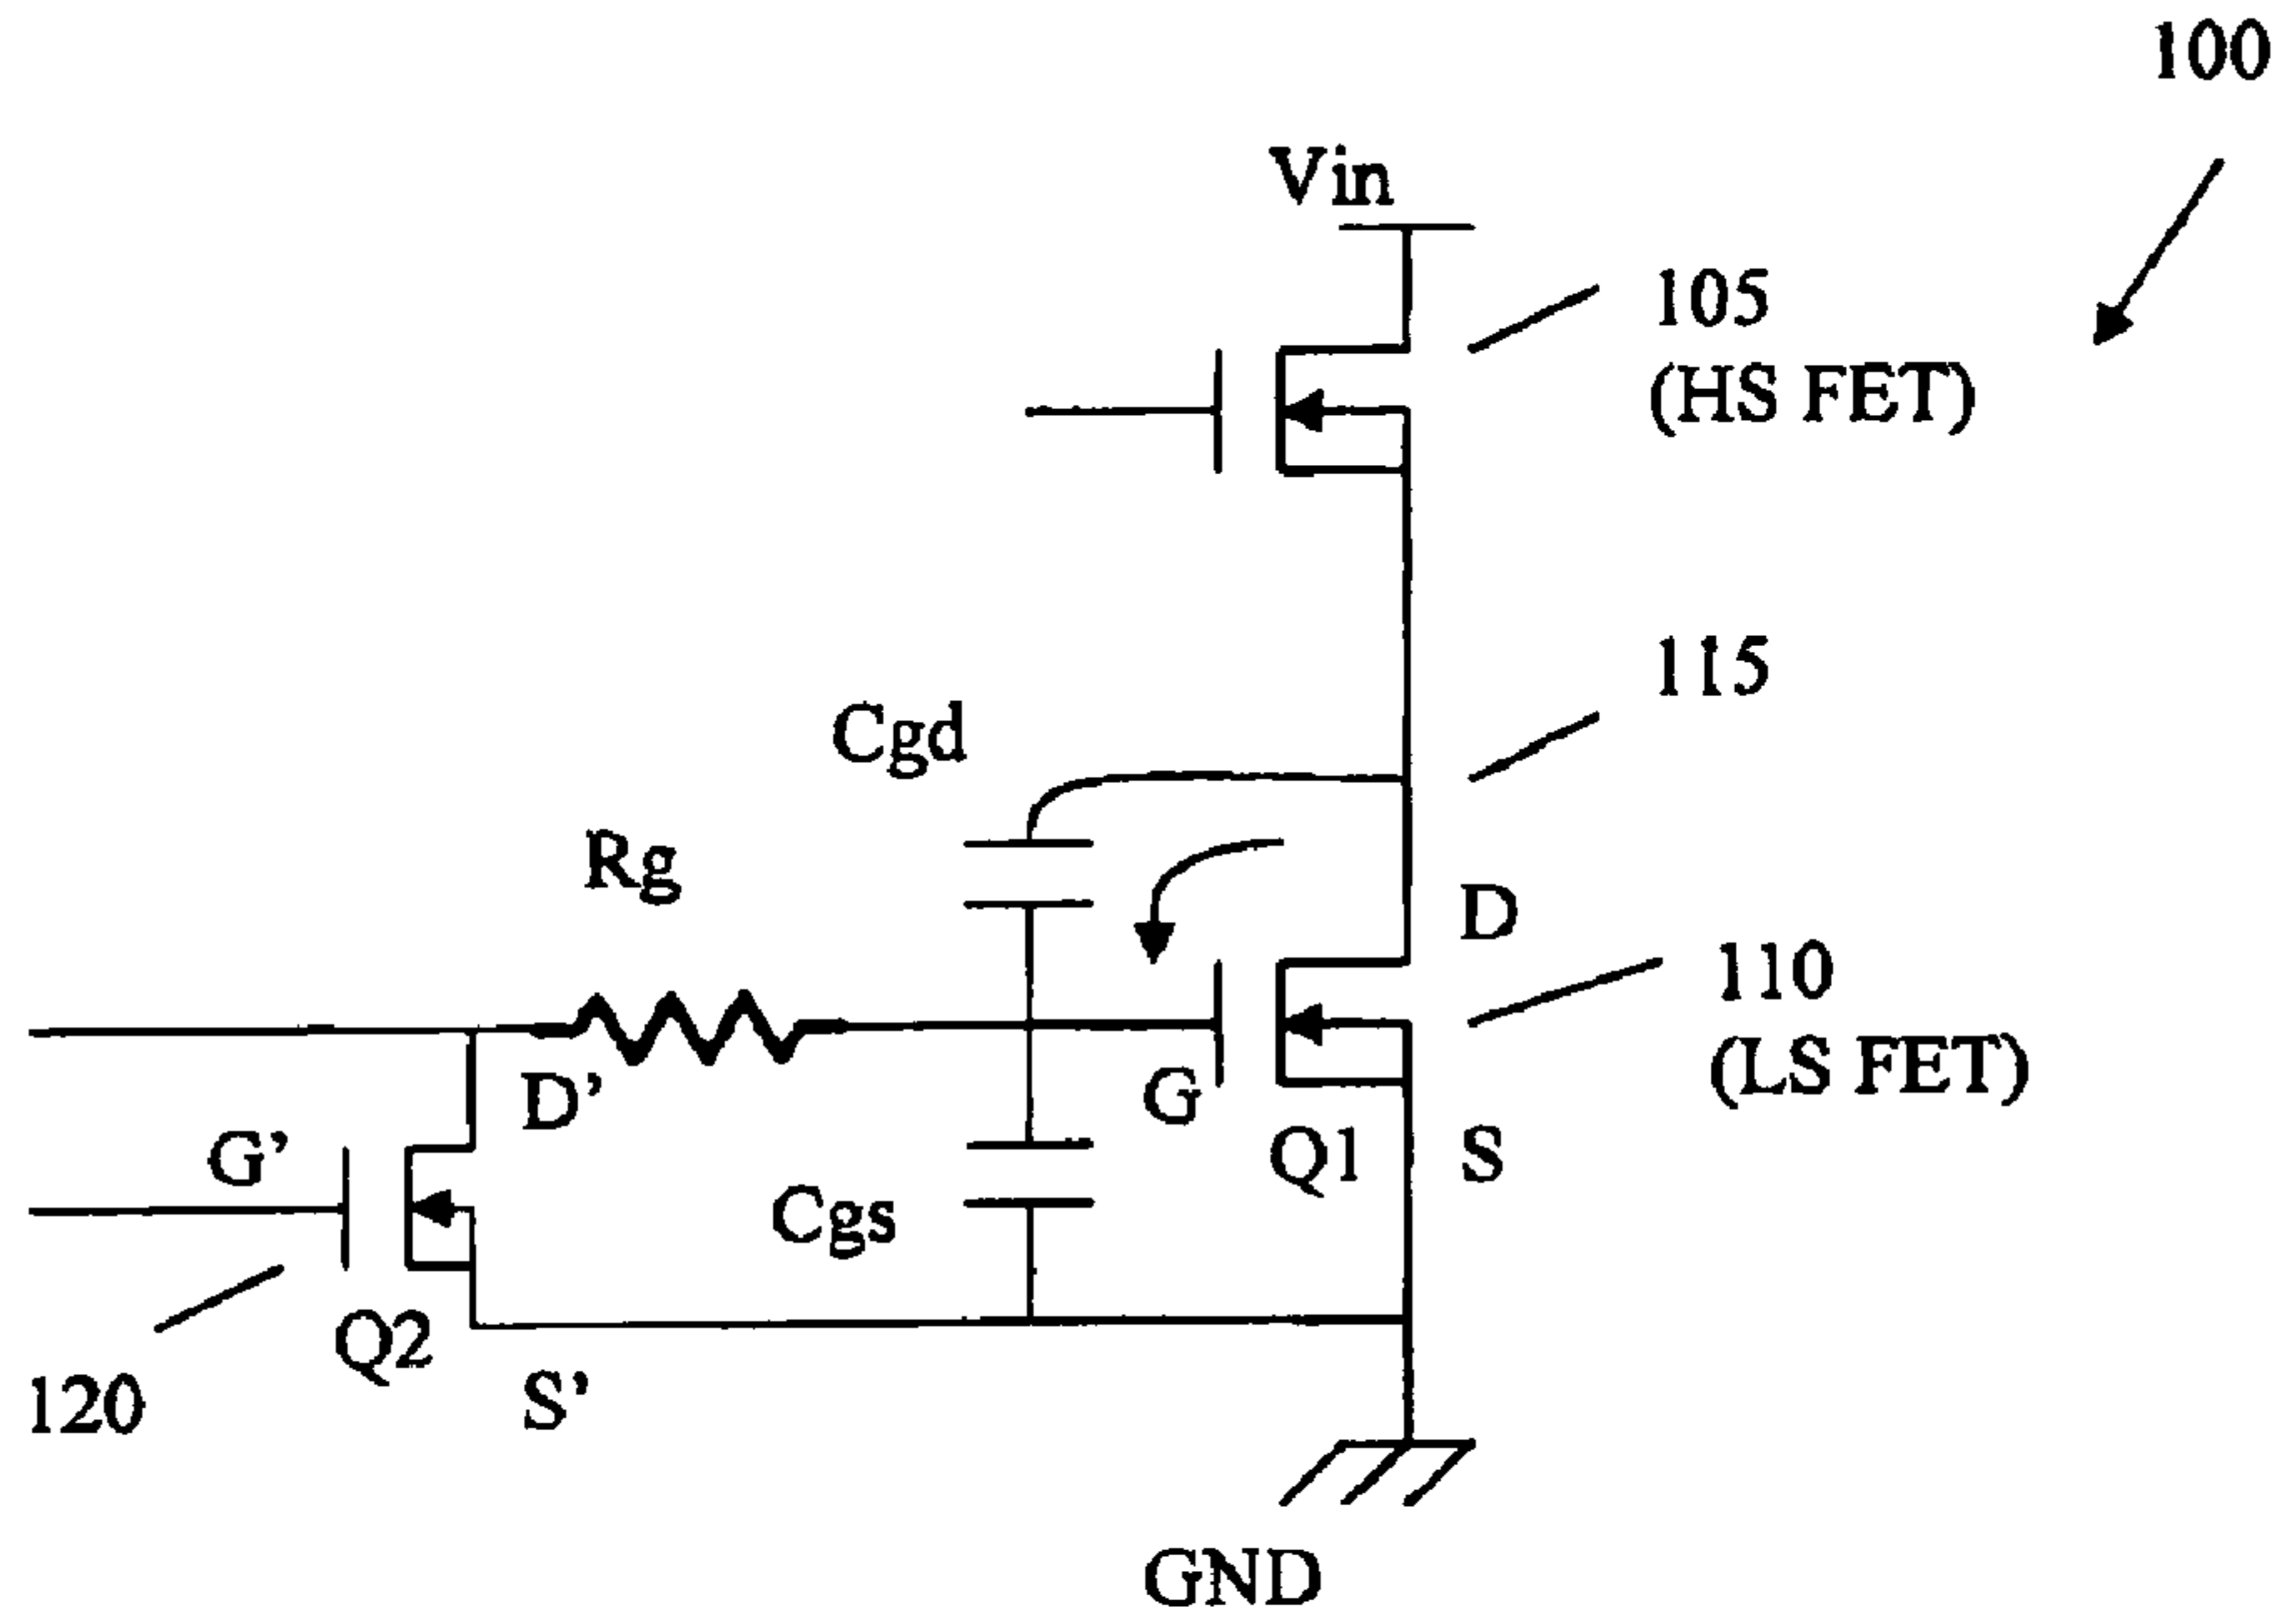 100
Vin
105
(HS FET)
115
Cgd
Rg
D
110
(LS FET)
D’
G
G’
Q1
S
Cgs
Q2
120
S’
GND